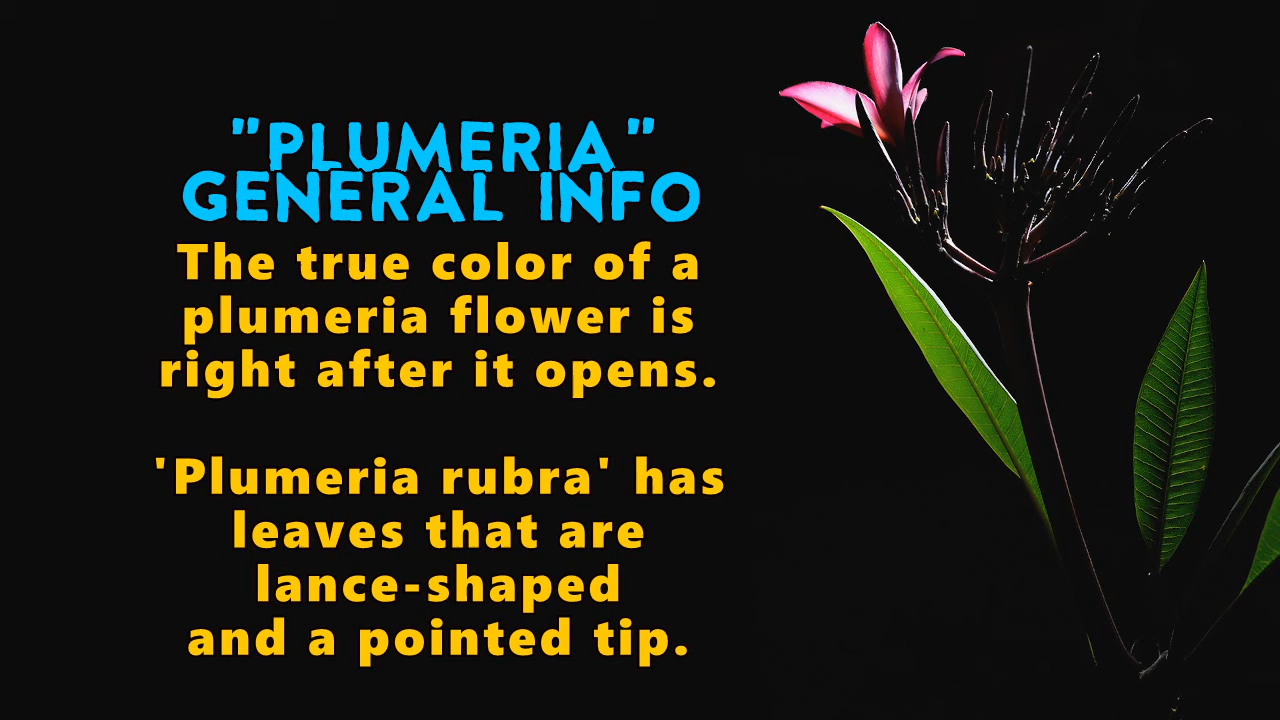 "PLUMERIA"
GENERAL INFO
The true color of a
plumeria flower is
right after it opens.
'Plumeria rubra' has
leaves that are
lance-shaped
and a pointed tip.